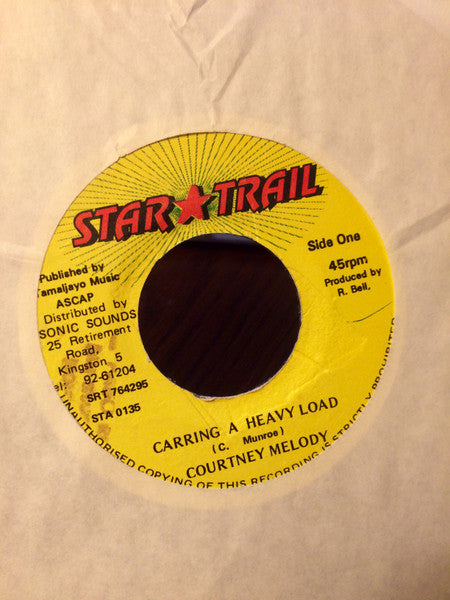 STAR TRAIL
Side One
45rpm
Produced by
R. Bell,
Published by
Tamaljayo Music
ASCAP
Distributed by
SONIC SOUNDS
25 Retirement
Road,
Kingston 5
el: 92-61204
SRT 764295
STA 0135
CARRING A HEAVY LOAD
(C. Munroe)
COURTNEY MELODY
UNAUTHORISED COPYING OF THIS RECORDING IS STRICTLY PROHIBITED